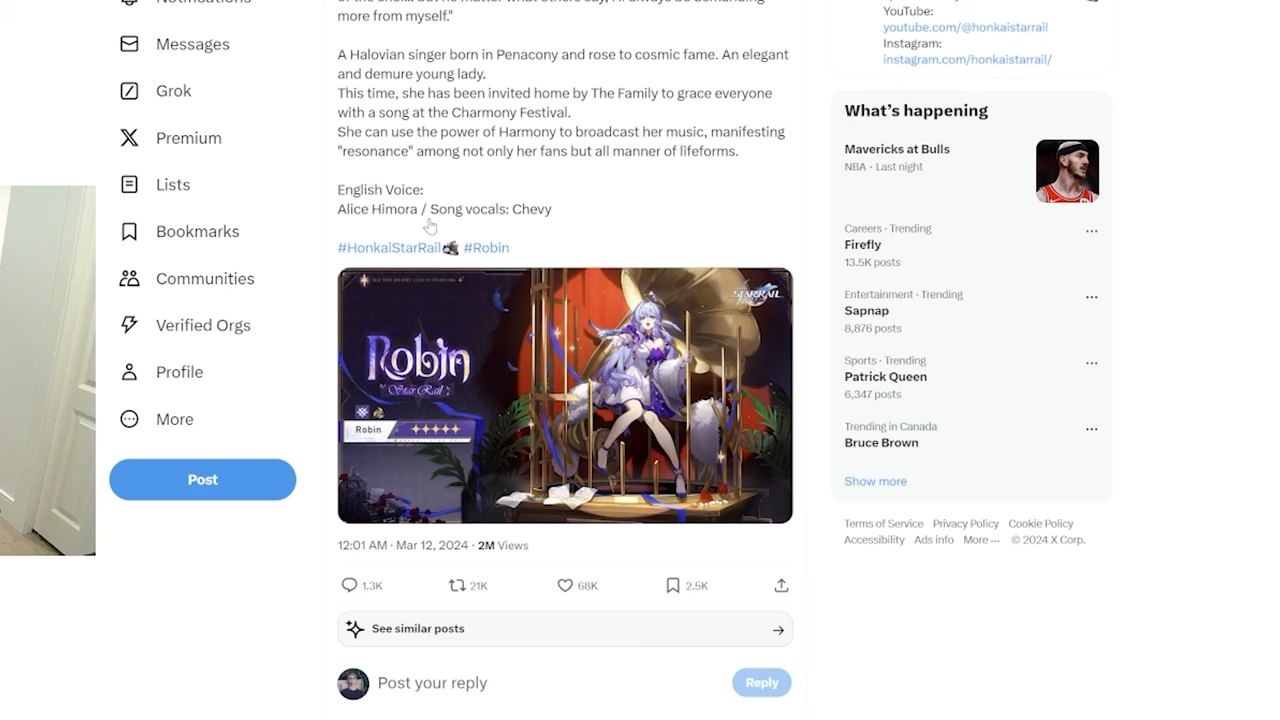 Messages
Grok
Premium
Lists
Bookmarks
Communities
Verified Orgs
Profile
More
Post
more from myself."
A Halovian singer born in Penacony and rose to cosmic fame. An elegant
and demure young lady.
This time, she has been invited home by The Family to grace everyone
with a song at the Charmony Festival.
She can use the power of Harmony to broadcast her music, manifesting
"resonance" among not only her fans but all manner of lifeforms.
English Voice:
Alice Himora / Song vocals: Chevy
#HonkaiStarRail #Robin
STAR RAIL
Robin
Star Rail
Robin
12:01 AM · Mar 12, 2024 · 2M Views
1.3K
21K
68K
2.5K
See similar posts
Post your reply
Reply
YouTube:
youtube.com/@honkaistarrail
Instagram:
instagram.com/honkaistarrail/
What's happening
Mavericks at Bulls
NBA · Last night
Careers · Trending
Firefly
13.5K posts
Entertainment · Trending
Sapnap
8,876 posts
Sports · Trending
Patrick Queen
6,347 posts
Trending in Canada
Bruce Brown
Show more
Terms of Service Privacy Policy Cookie Policy
Accessibility Ads info More ··· © 2024 X Corp.